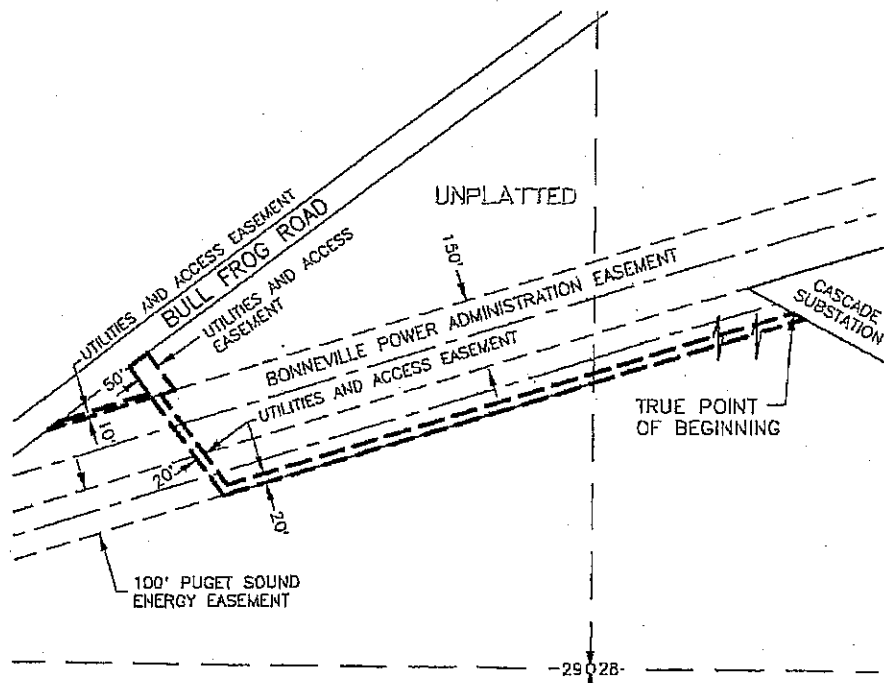 UTILITIES AND ACCESS EASEMENT
BULL FROG ROAD
UTILITIES AND ACCESS
EASEMENT
UNPLATTED
150'
BONNEVILLE POWER ADMINISTRATION EASEMENT
CASCADE
SUBSTATION
50'
UTILITIES AND ACCESS EASEMENT
10'
20'
20'
TRUE POINT
OF BEGINNING
100' PUGET SOUND
ENERGY EASEMENT
29 28